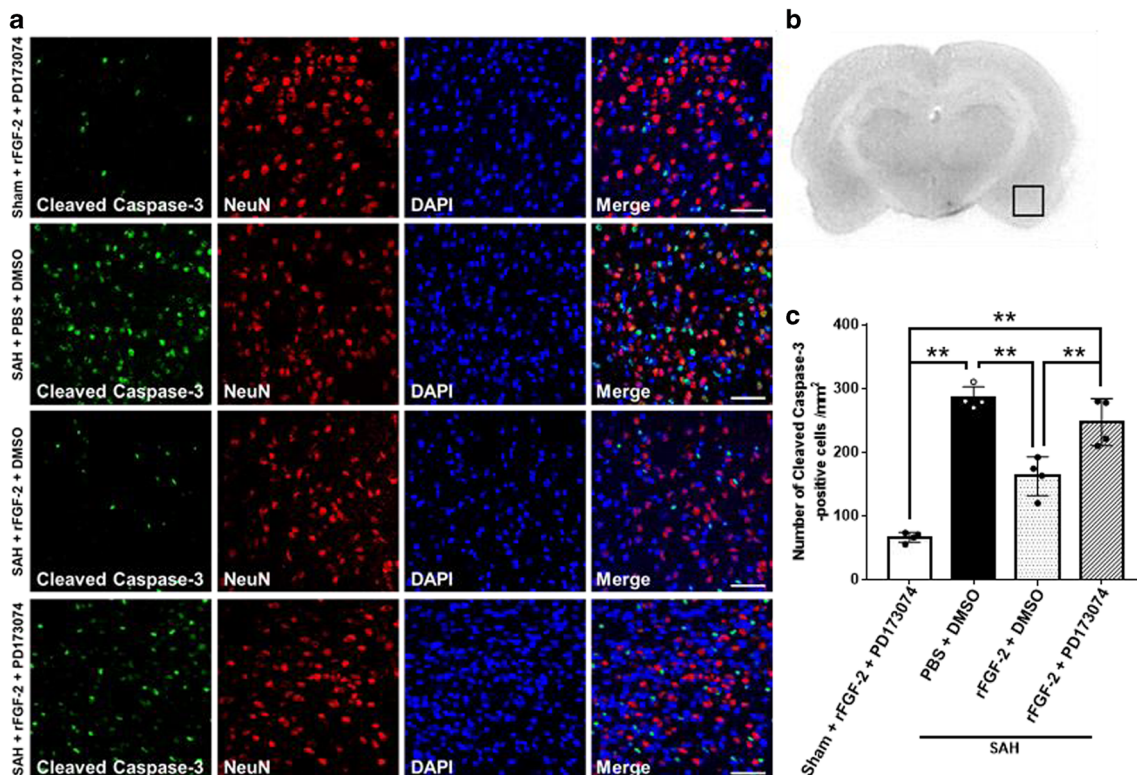 a
Sham + rFGF-2 + PD173074
Cleaved Caspase-3
NeuN
DAPI
Merge
SAH + PBS + DMSO
Cleaved Caspase-3
NeuN
DAPI
Merge
SAH + rFGF-2 + DMSO
Cleaved Caspase-3
NeuN
DAPI
Merge
SAH + rFGF-2 + PD173074
Cleaved Caspase-3
NeuN
DAPI
Merge
b
c
Number of Cleaved Caspase-3
-positive cells /mm²
400
300
200
100
0
**
** ** **
Sham + rFGF-2 + PD173074
PBS + DMSO
rFGF-2 + DMSO
rFGF-2 + PD173074
SAH